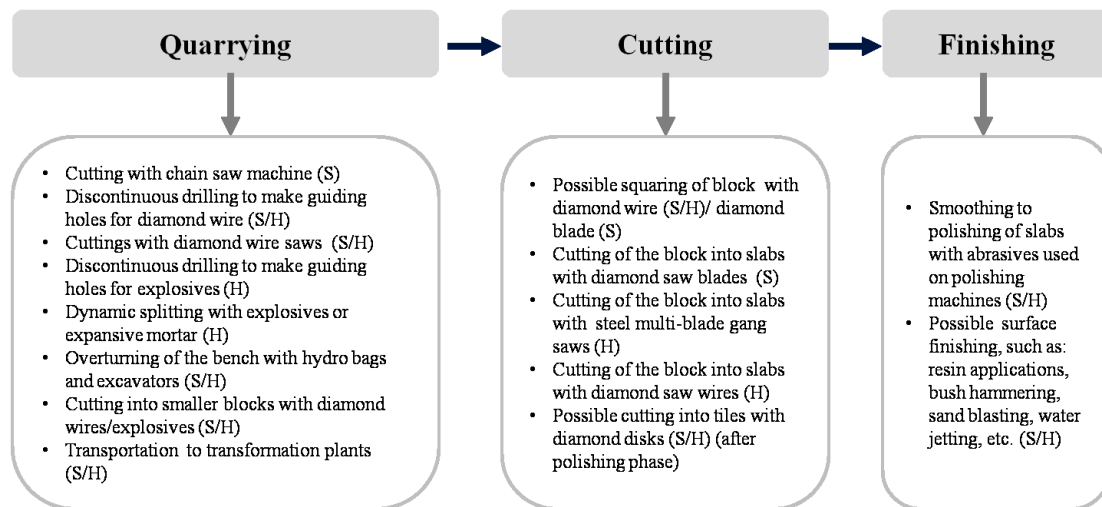 Quarrying
Cutting
Finishing
• Cutting with chain saw machine (S)
• Discontinuous drilling to make guiding
holes for diamond wire (S/H)
• Cuttings with diamond wire saws (S/H)
• Discontinuous drilling to make guiding
holes for explosives (H)
• Dynamic splitting with explosives or
expansive mortar (H)
• Overturning of the bench with hydro bags
and excavators (S/H)
• Cutting into smaller blocks with diamond
wires/explosives (S/H)
• Transportation to transformation plants
(S/H)
• Possible squaring of block with
diamond wire (S/H)/ diamond
blade (S)
• Cutting of the block into slabs
with diamond saw blades (S)
• Cutting of the block into slabs
with steel multi-blade gang
saws (H)
• Cutting of the block into slabs
with diamond saw wires (H)
• Possible cutting into tiles with
diamond disks (S/H) (after
polishing phase)
• Smoothing to
polishing of slabs
with abrasives used
on polishing
machines (S/H)
• Possible surface
finishing, such as:
resin applications,
bush hammering,
sand blasting, water
jetting, etc. (S/H)